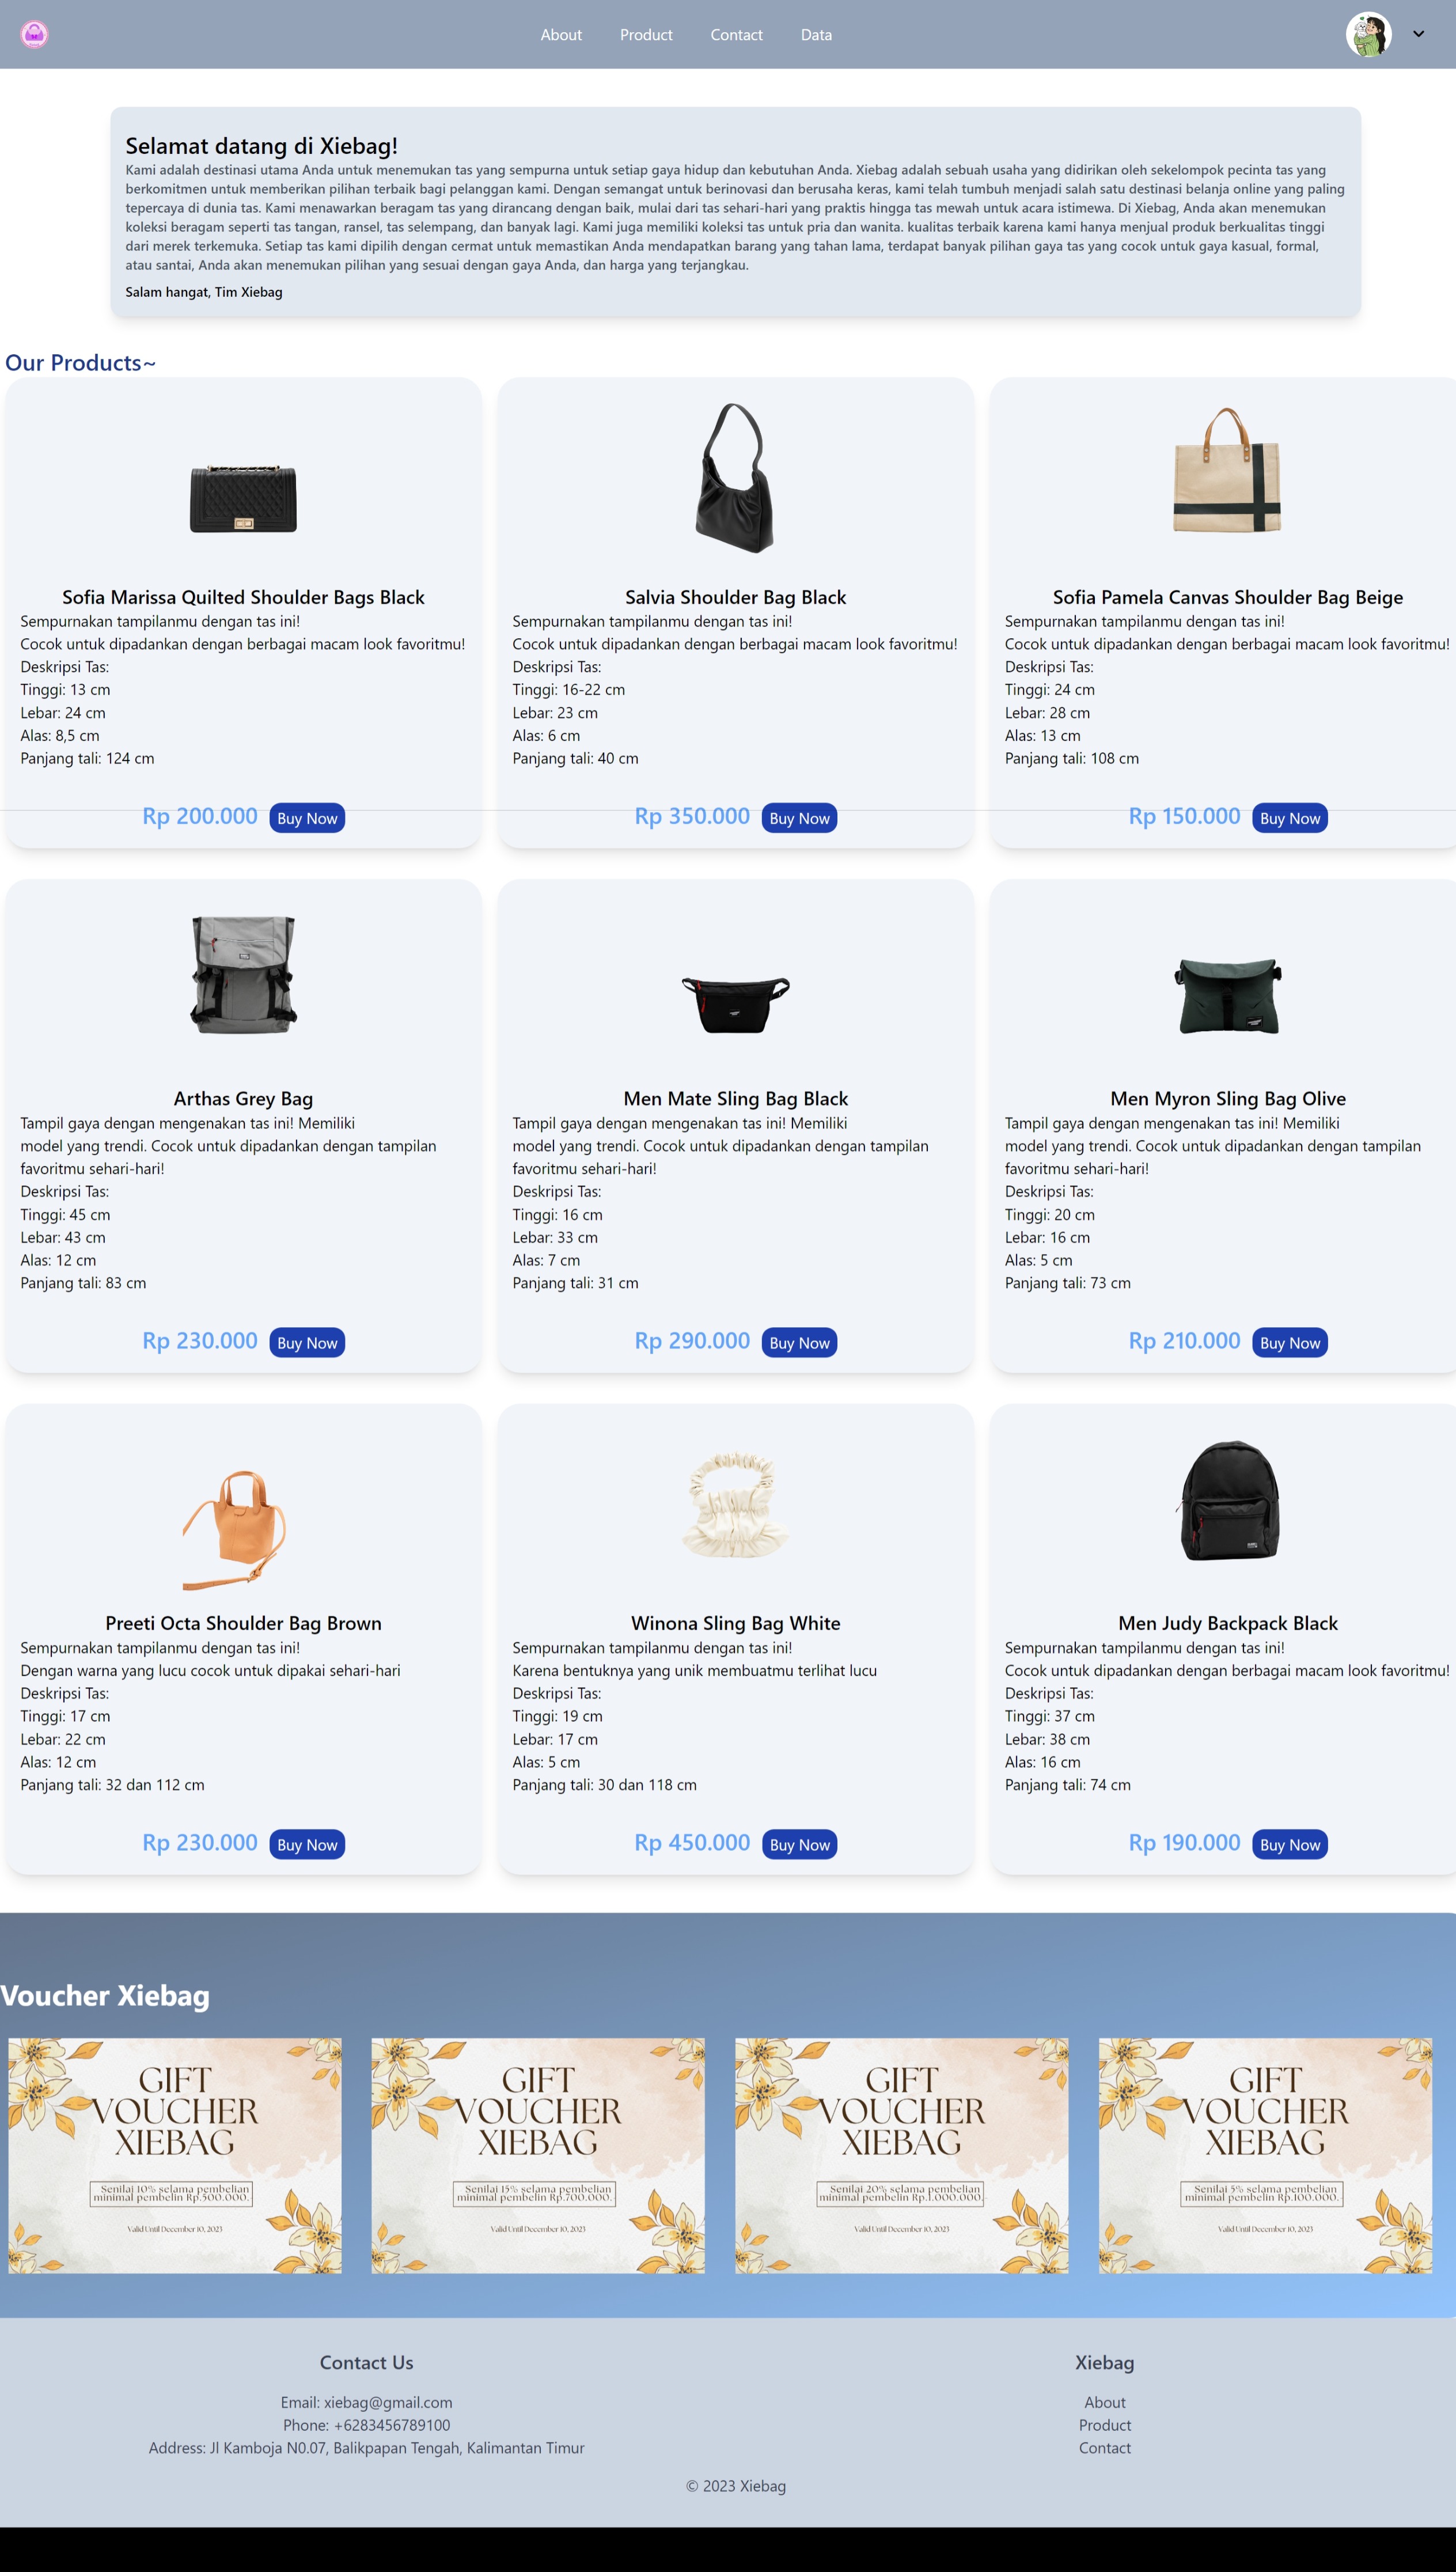 About Product Contact Data
Selamat datang di Xiebag!
Kami adalah destinasi utama Anda untuk menemukan tas yang sempurna untuk setiap gaya hidup dan kebutuhan Anda. Xiebag adalah sebuah usaha yang didirikan oleh sekelompok pecinta tas yang
berkomitmen untuk memberikan pilihan terbaik bagi pelanggan kami. Dengan semangat untuk berinovasi dan berusaha keras, kami telah tumbuh menjadi salah satu destinasi belanja online yang paling
tepercaya di dunia tas. Kami menawarkan beragam tas yang dirancang dengan baik, mulai dari tas sehari-hari yang praktis hingga tas mewah untuk acara istimewa. Di Xiebag, Anda akan menemukan
koleksi beragam seperti tas tangan, ransel, tas selempang, dan banyak lagi. Kami juga memiliki koleksi tas untuk pria dan wanita. kualitas terbaik karena kami hanya menjual produk berkualitas tinggi
dari merek terkemuka. Setiap tas kami dipilih dengan cermat untuk memastikan Anda mendapatkan barang yang tahan lama, terdapat banyak pilihan gaya tas yang cocok untuk gaya kasual, formal,
atau santai, Anda akan menemukan pilihan yang sesuai dengan gaya Anda, dan harga yang terjangkau.
Salam hangat, Tim Xiebag
Our Products~
Sofia Marissa Quilted Shoulder Bags Black
Sempurnakan tampilanmu dengan tas ini!
Cocok untuk dipadankan dengan berbagai macam look favoritmu!
Deskripsi Tas:
Tinggi: 13 cm
Lebar: 24 cm
Alas: 8,5 cm
Panjang tali: 124 cm
Rp 200.000 Buy Now
Salvia Shoulder Bag Black
Sempurnakan tampilanmu dengan tas ini!
Cocok untuk dipadankan dengan berbagai macam look favoritmu!
Deskripsi Tas:
Tinggi: 16-22 cm
Lebar: 23 cm
Alas: 6 cm
Panjang tali: 40 cm
Rp 350.000 Buy Now
Sofia Pamela Canvas Shoulder Bag Beige
Sempurnakan tampilanmu dengan tas ini!
Cocok untuk dipadankan dengan berbagai macam look favoritmu!
Deskripsi Tas:
Tinggi: 24 cm
Lebar: 28 cm
Alas: 13 cm
Panjang tali: 108 cm
Rp 150.000 Buy Now
Arthas Grey Bag
Tampil gaya dengan mengenakan tas ini! Memiliki
model yang trendi. Cocok untuk dipadankan dengan tampilan
favoritmu sehari-hari!
Deskripsi Tas:
Tinggi: 45 cm
Lebar: 43 cm
Alas: 12 cm
Panjang tali: 83 cm
Rp 230.000 Buy Now
Men Mate Sling Bag Black
Tampil gaya dengan mengenakan tas ini! Memiliki
model yang trendi. Cocok untuk dipadankan dengan tampilan
favoritmu sehari-hari!
Deskripsi Tas:
Tinggi: 16 cm
Lebar: 33 cm
Alas: 7 cm
Panjang tali: 31 cm
Rp 290.000 Buy Now
Men Myron Sling Bag Olive
Tampil gaya dengan mengenakan tas ini! Memiliki
model yang trendi. Cocok untuk dipadankan dengan tampilan
favoritmu sehari-hari!
Deskripsi Tas:
Tinggi: 20 cm
Lebar: 16 cm
Alas: 5 cm
Panjang tali: 73 cm
Rp 210.000 Buy Now
Preeti Octa Shoulder Bag Brown
Sempurnakan tampilanmu dengan tas ini!
Dengan warna yang lucu cocok untuk dipakai sehari-hari
Deskripsi Tas:
Tinggi: 17 cm
Lebar: 22 cm
Alas: 12 cm
Panjang tali: 32 dan 112 cm
Rp 230.000 Buy Now
Winona Sling Bag White
Sempurnakan tampilanmu dengan tas ini!
Karena bentuknya yang unik membuatmu terlihat lucu
Deskripsi Tas:
Tinggi: 19 cm
Lebar: 17 cm
Alas: 5 cm
Panjang tali: 30 dan 118 cm
Rp 450.000 Buy Now
Men Judy Backpack Black
Sempurnakan tampilanmu dengan tas ini!
Cocok untuk dipadankan dengan berbagai macam look favoritmu!
Deskripsi Tas:
Tinggi: 37 cm
Lebar: 38 cm
Alas: 16 cm
Panjang tali: 74 cm
Rp 190.000 Buy Now
Voucher Xiebag
GIFT
VOUCHER
XIEBAG
Senilai 10% selama pembelian
minimal pembelin Rp.500.000.
Valid Until December 10, 2023
GIFT
VOUCHER
XIEBAG
Senilai 15% selama pembelian
minimal pembelin Rp.700.000.
Valid Until December 10, 2023
GIFT
VOUCHER
XIEBAG
Senilai 20% selama pembelian
minimal pembelin Rp.1.000.000.
Valid Until December 10, 2023
GIFT
VOUCHER
XIEBAG
Senilai 5% selama pembelian
minimal pembelin Rp.100.000.
Valid Until December 10, 2023
Contact Us
Email: xiebag@gmail.com
Phone: +6283456789100
Address: Jl Kamboja N0.07, Balikpapan Tengah, Kalimantan Timur
Xiebag
About
Product
Contact
© 2023 Xiebag